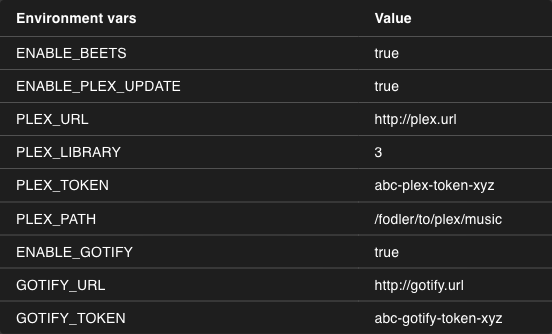 Environment vars Value
ENABLE_BEETS true
ENABLE_PLEX_UPDATE true
PLEX_URL http://plex.url
PLEX_LIBRARY 3
PLEX_TOKEN abc-plex-token-xyz
PLEX_PATH /fodler/to/plex/music
ENABLE_GOTIFY true
GOTIFY_URL http://gotify.url
GOTIFY_TOKEN abc-gotify-token-xyz